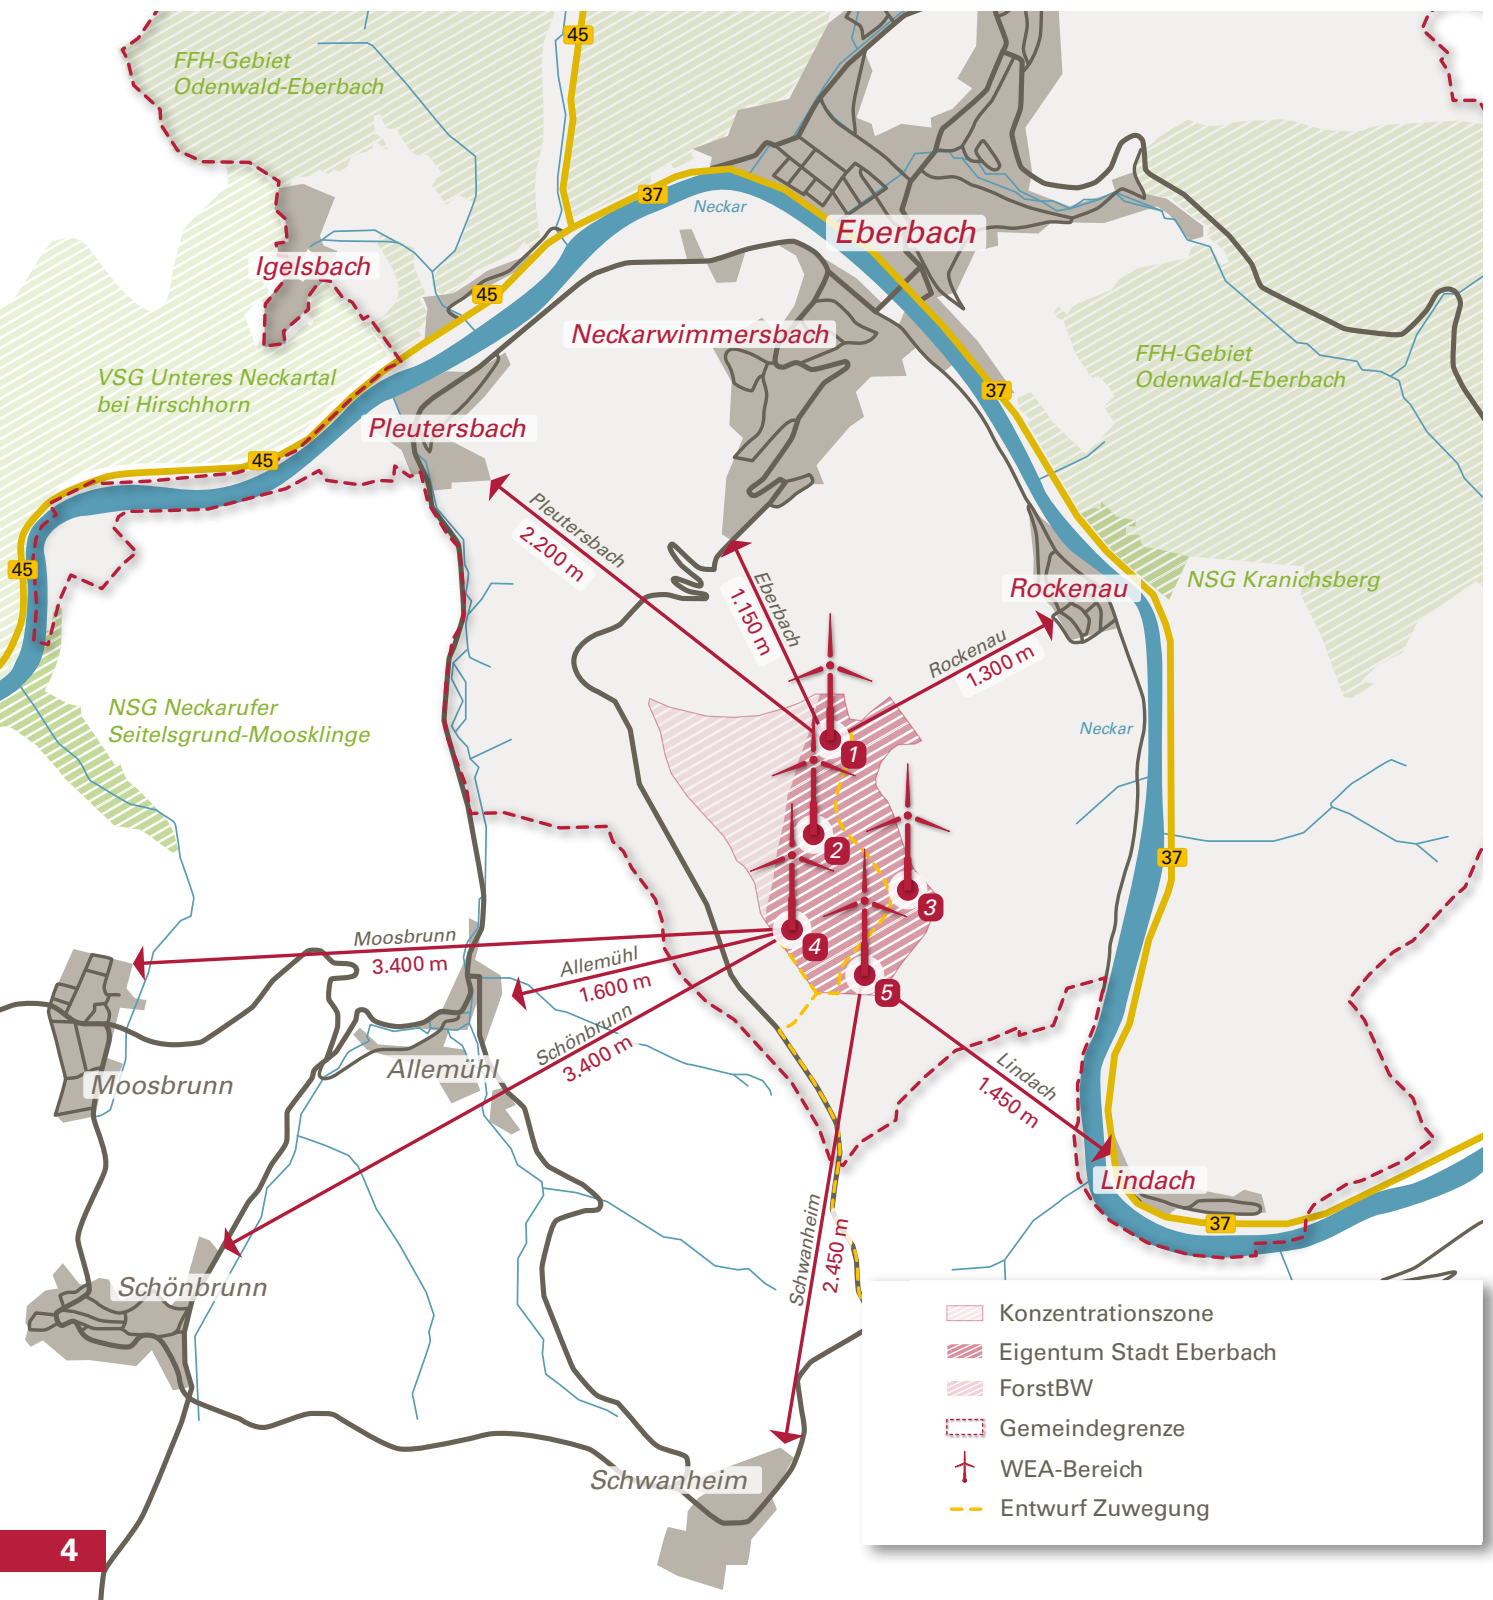 45
FFH-Gebiet
Odenwald-Eberbach
37
Neckar
Eberbach
Igelsbach
45
Neckarwimmersbach
FFH-Gebiet
Odenwald-Eberbach
VSG Unteres Neckartal
bei Hirschhorn
37
Pleutersbach
45
Pleutersbach
2.200 m
45
Eberbach
1.150 m
NSG Kranichsberg
Rockenau
Rockenau
1.300 m
NSG Neckarufer
Seitelsgrund-Moosklinge
Neckar
1
2
37
3
4
5
Moosbrunn
3.400 m
Allemühl
1.600 m
Schönbrunn
3.400 m
Moosbrunn
Allemühl
Lindach
1.450 m
Lindach
37
Schwanheim
2.450 m
Schönbrunn
Schwanheim
Konzentrationszone
Eigentum Stadt Eberbach
ForstBW
Gemeindegrenze
WEA-Bereich
Entwurf Zuwegung
4